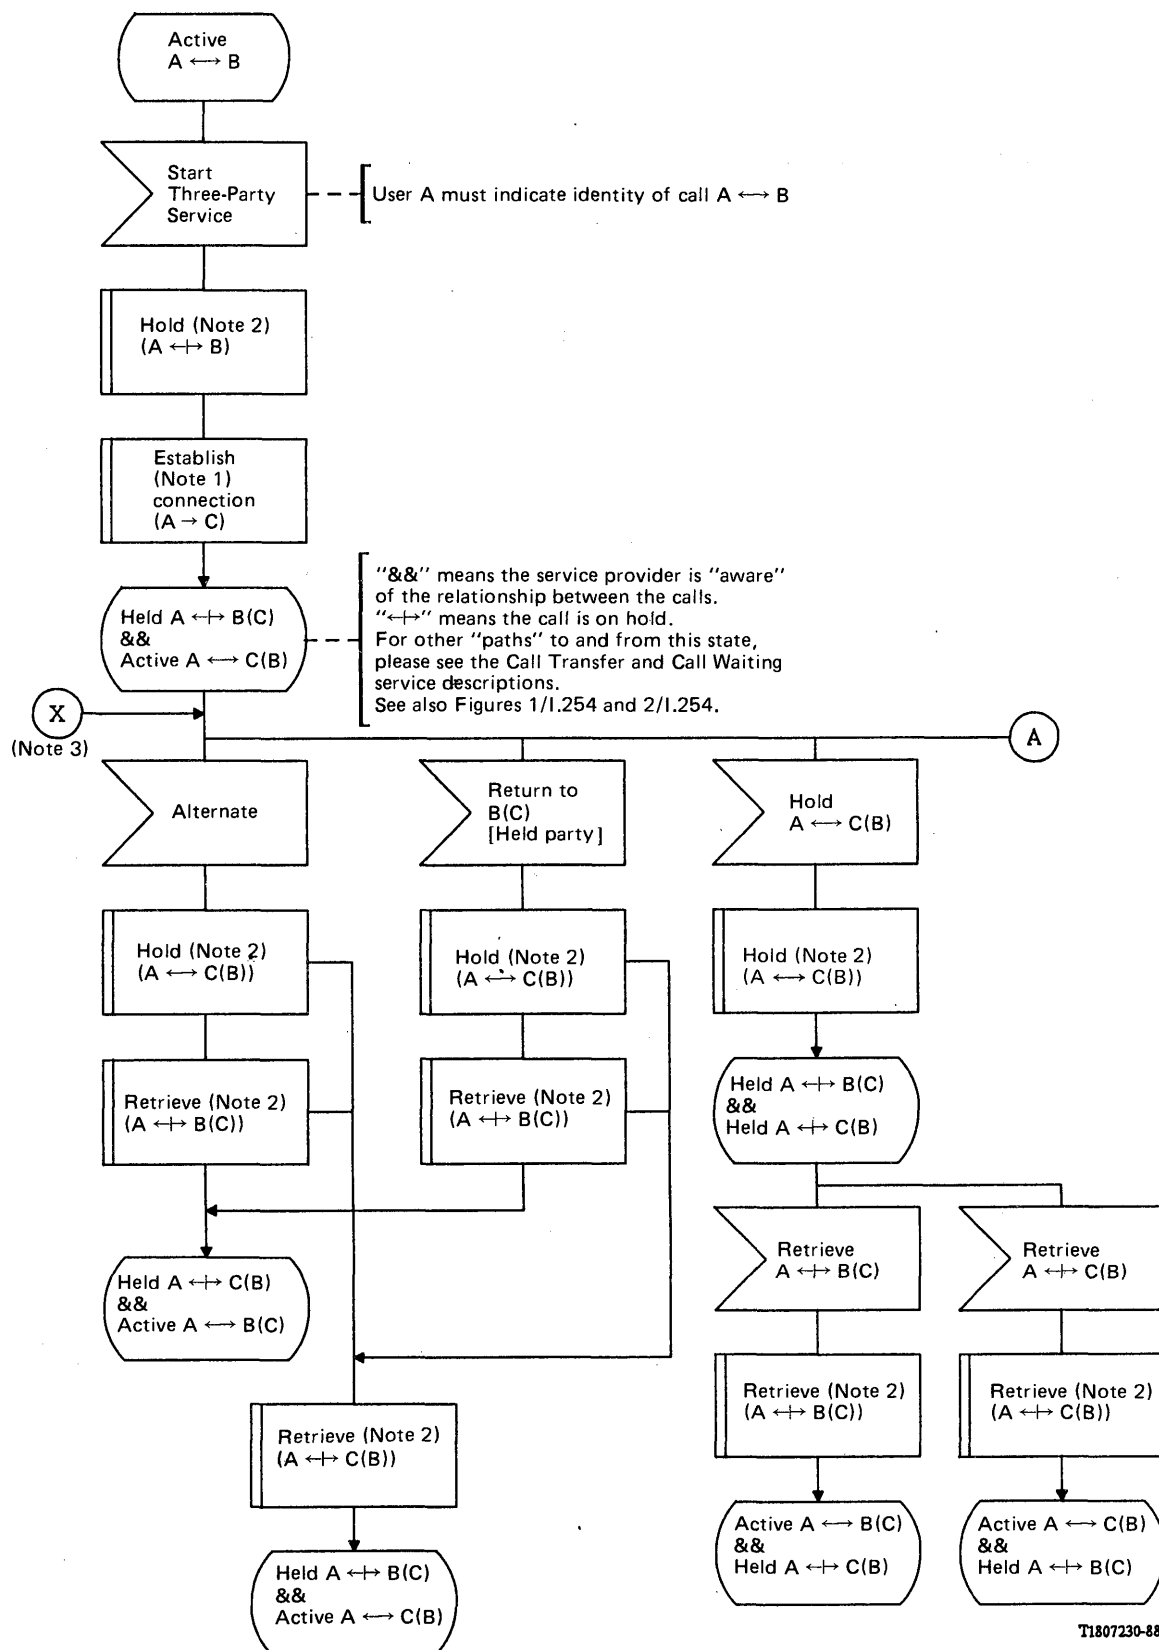 Active
A ←→ B
Start
Three-Party
Service
User A must indicate identity of call A ←→ B
Hold (Note 2)
(A ←+→ B)
Establish
(Note 1)
connection
(A → C)
Held A ←+→ B(C)
&&
Active A ←→ C(B)
"&&" means the service provider is "aware"
of the relationship between the calls.
"←+→" means the call is on hold.
For other "paths" to and from this state,
please see the Call Transfer and Call Waiting
service descriptions.
See also Figures 1/I.254 and 2/I.254.
X
(Note 3)
A
Alternate
Return to
B(C)
[Held party]
Hold
A ←→ C(B)
Hold (Note 2)
(A ←→ C(B))
Hold (Note 2)
(A ←→ C(B))
Hold (Note 2)
(A ←→ C(B))
Retrieve (Note 2)
(A ←+→ B(C))
Retrieve (Note 2)
(A ←+→ B(C))
Held A ←+→ B(C)
&&
Held A ←+→ C(B)
Retrieve
A ←+→ B(C)
Retrieve
A ←+→ C(B)
Held A ←+→ C(B)
&&
Active A ←→ B(C)
Retrieve (Note 2)
(A ←+→ B(C))
Retrieve (Note 2)
(A ←+→ C(B))
Retrieve (Note 2)
(A ←+→ C(B))
Active A ←→ B(C)
&&
Held A ←+→ C(B)
Active A ←→ C(B)
&&
Held A ←+→ B(C)
Held A ←+→ B(C)
&&
Active A ←→ C(B)
T1807230-88